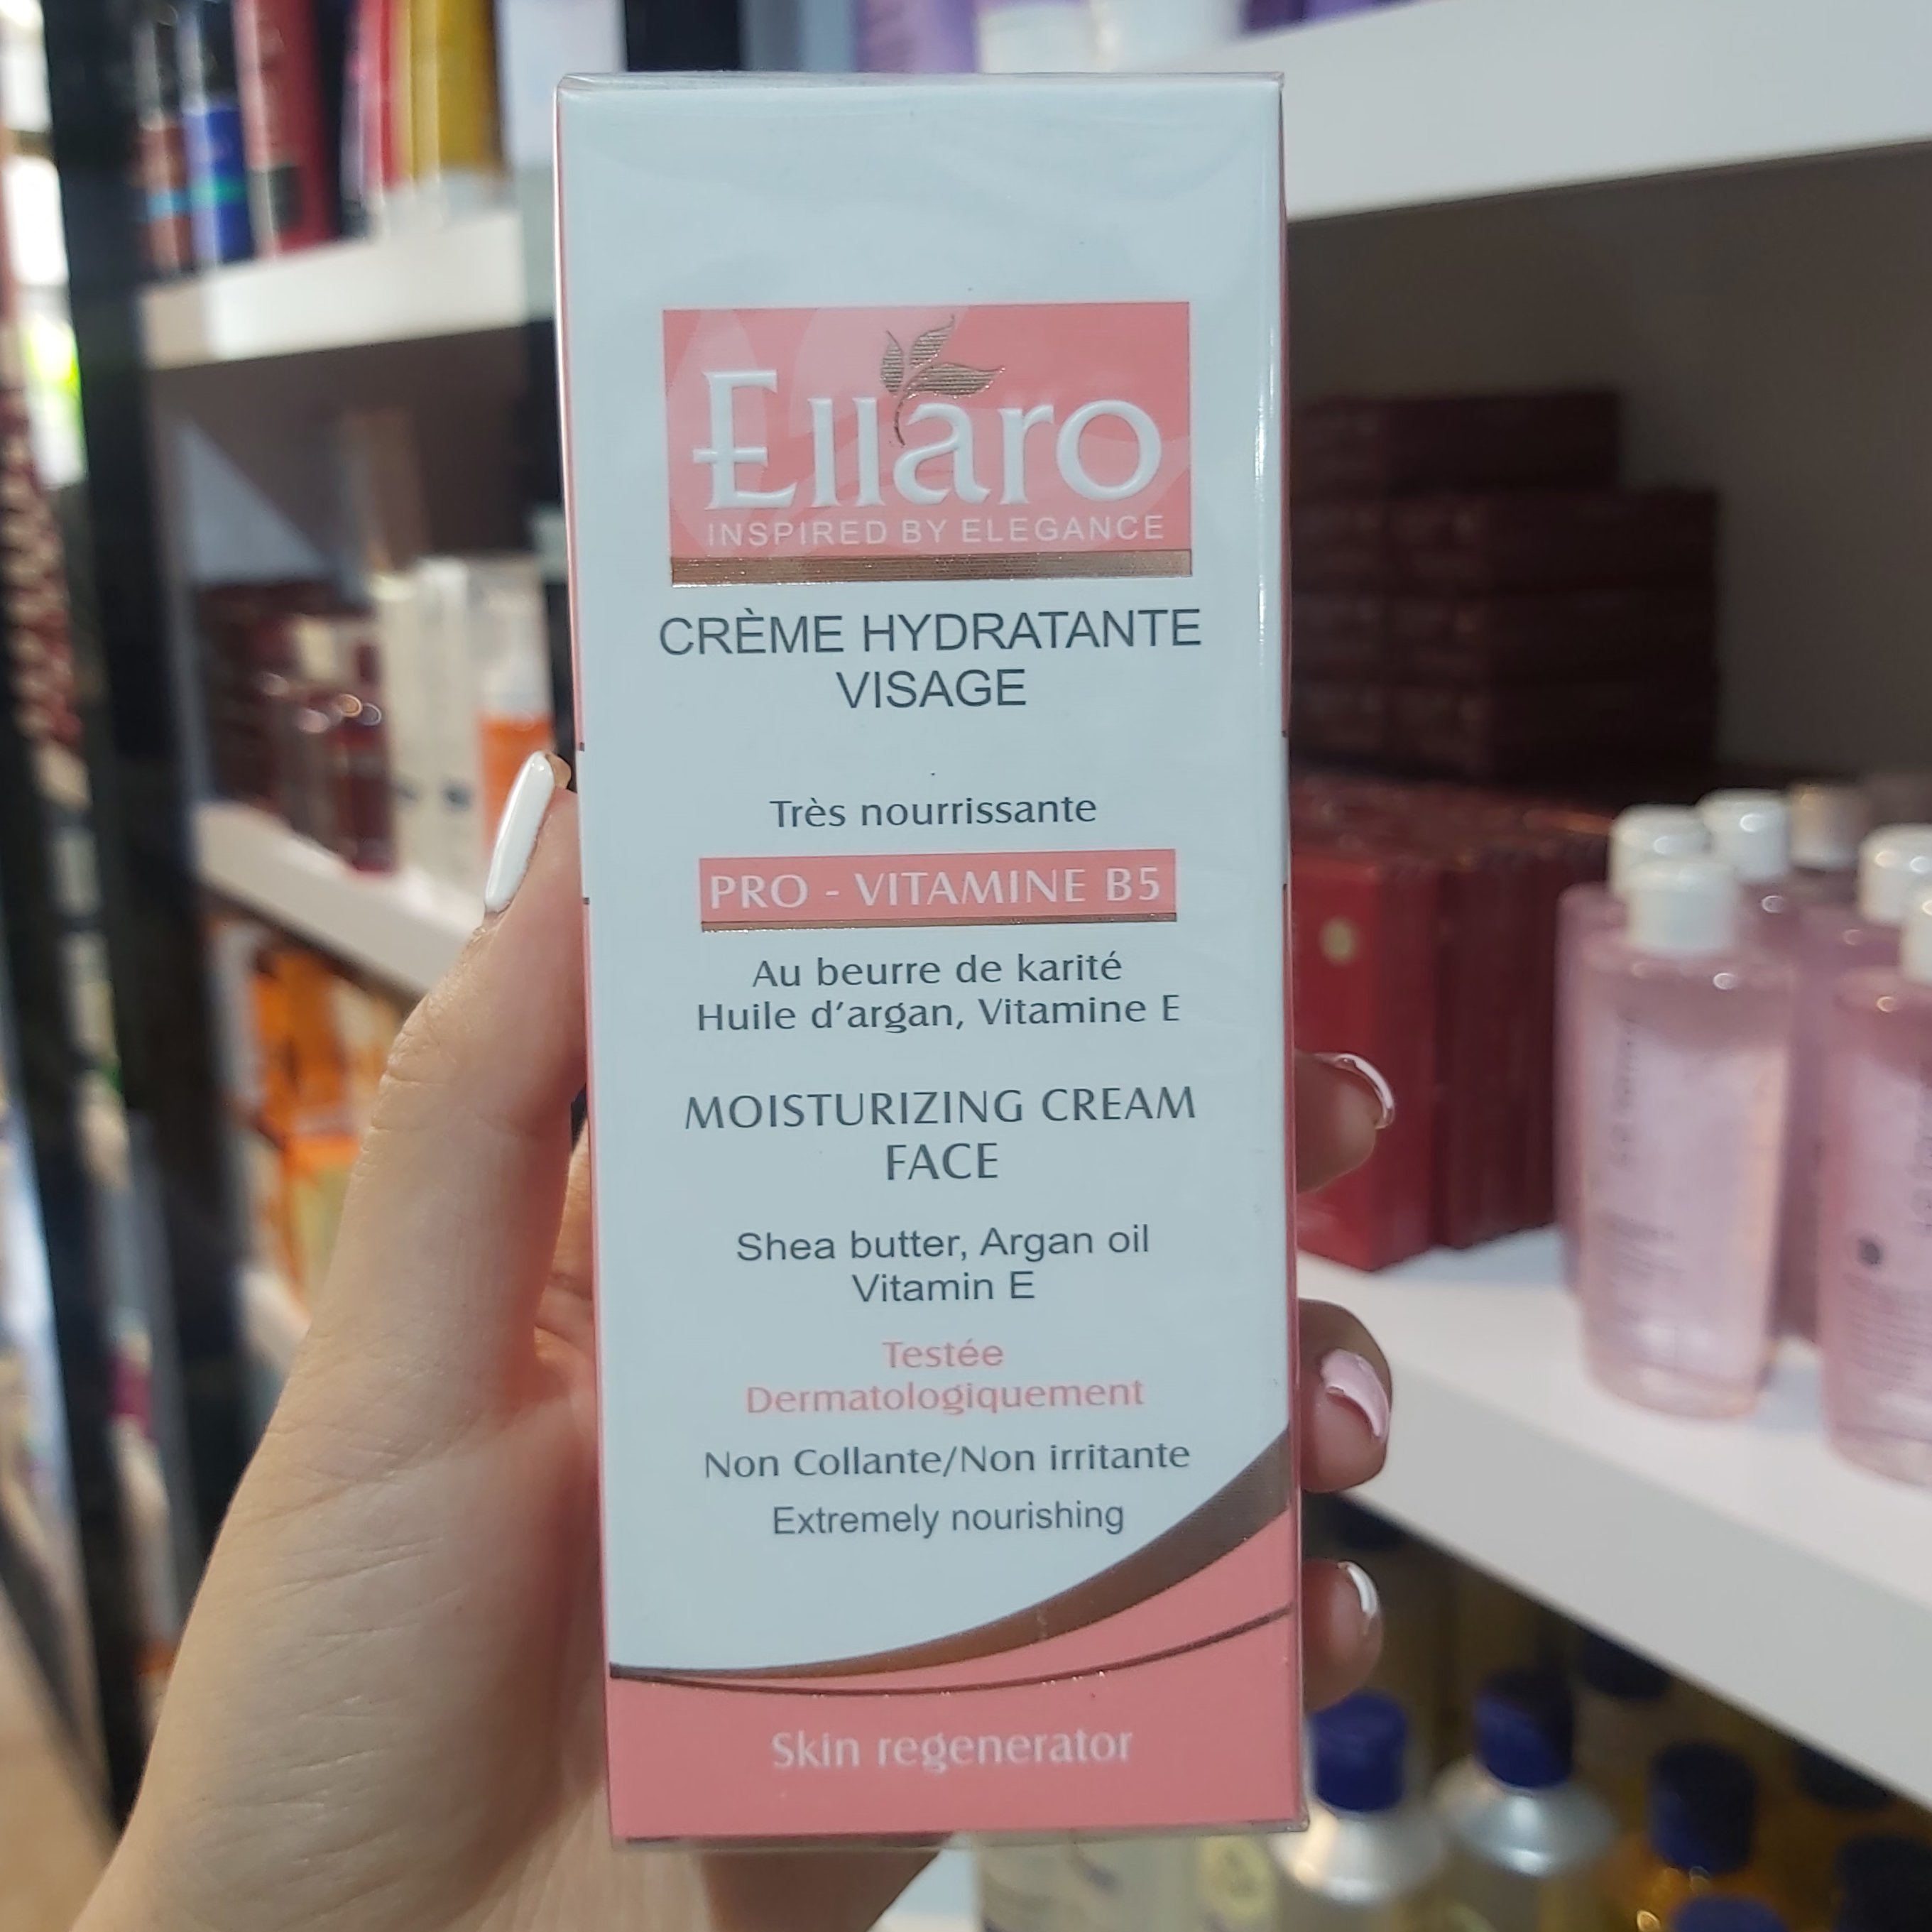 Ellaro
INSPIRED BY ELEGANCE
CRÈME HYDRATANTE
VISAGE
Très nourrissante
PRO - VITAMINE B5
Au beurre de karité
Huile d'argan, Vitamine E
MOISTURIZING CREAM
FACE
Shea butter, Argan oil
Vitamin E
Testée
Dermatologiquement
Non Collante/Non irritante
Extremely nourishing
Skin regenerator